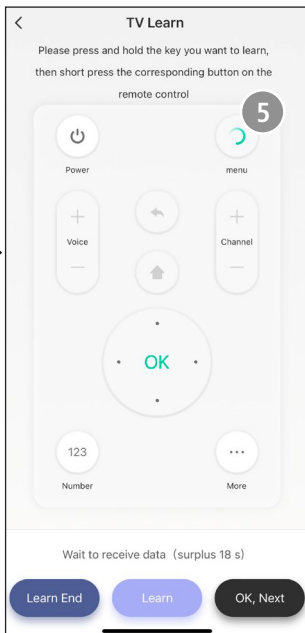 TV Learn
Please press and hold the key you want to learn,
then short press the corresponding button on the
remote control
5
Power
menu
+
+
Voice
Channel
−
−
OK
123
...
Number
More
Wait to receive data（surplus 18 s）
Learn End
Learn
OK, Next